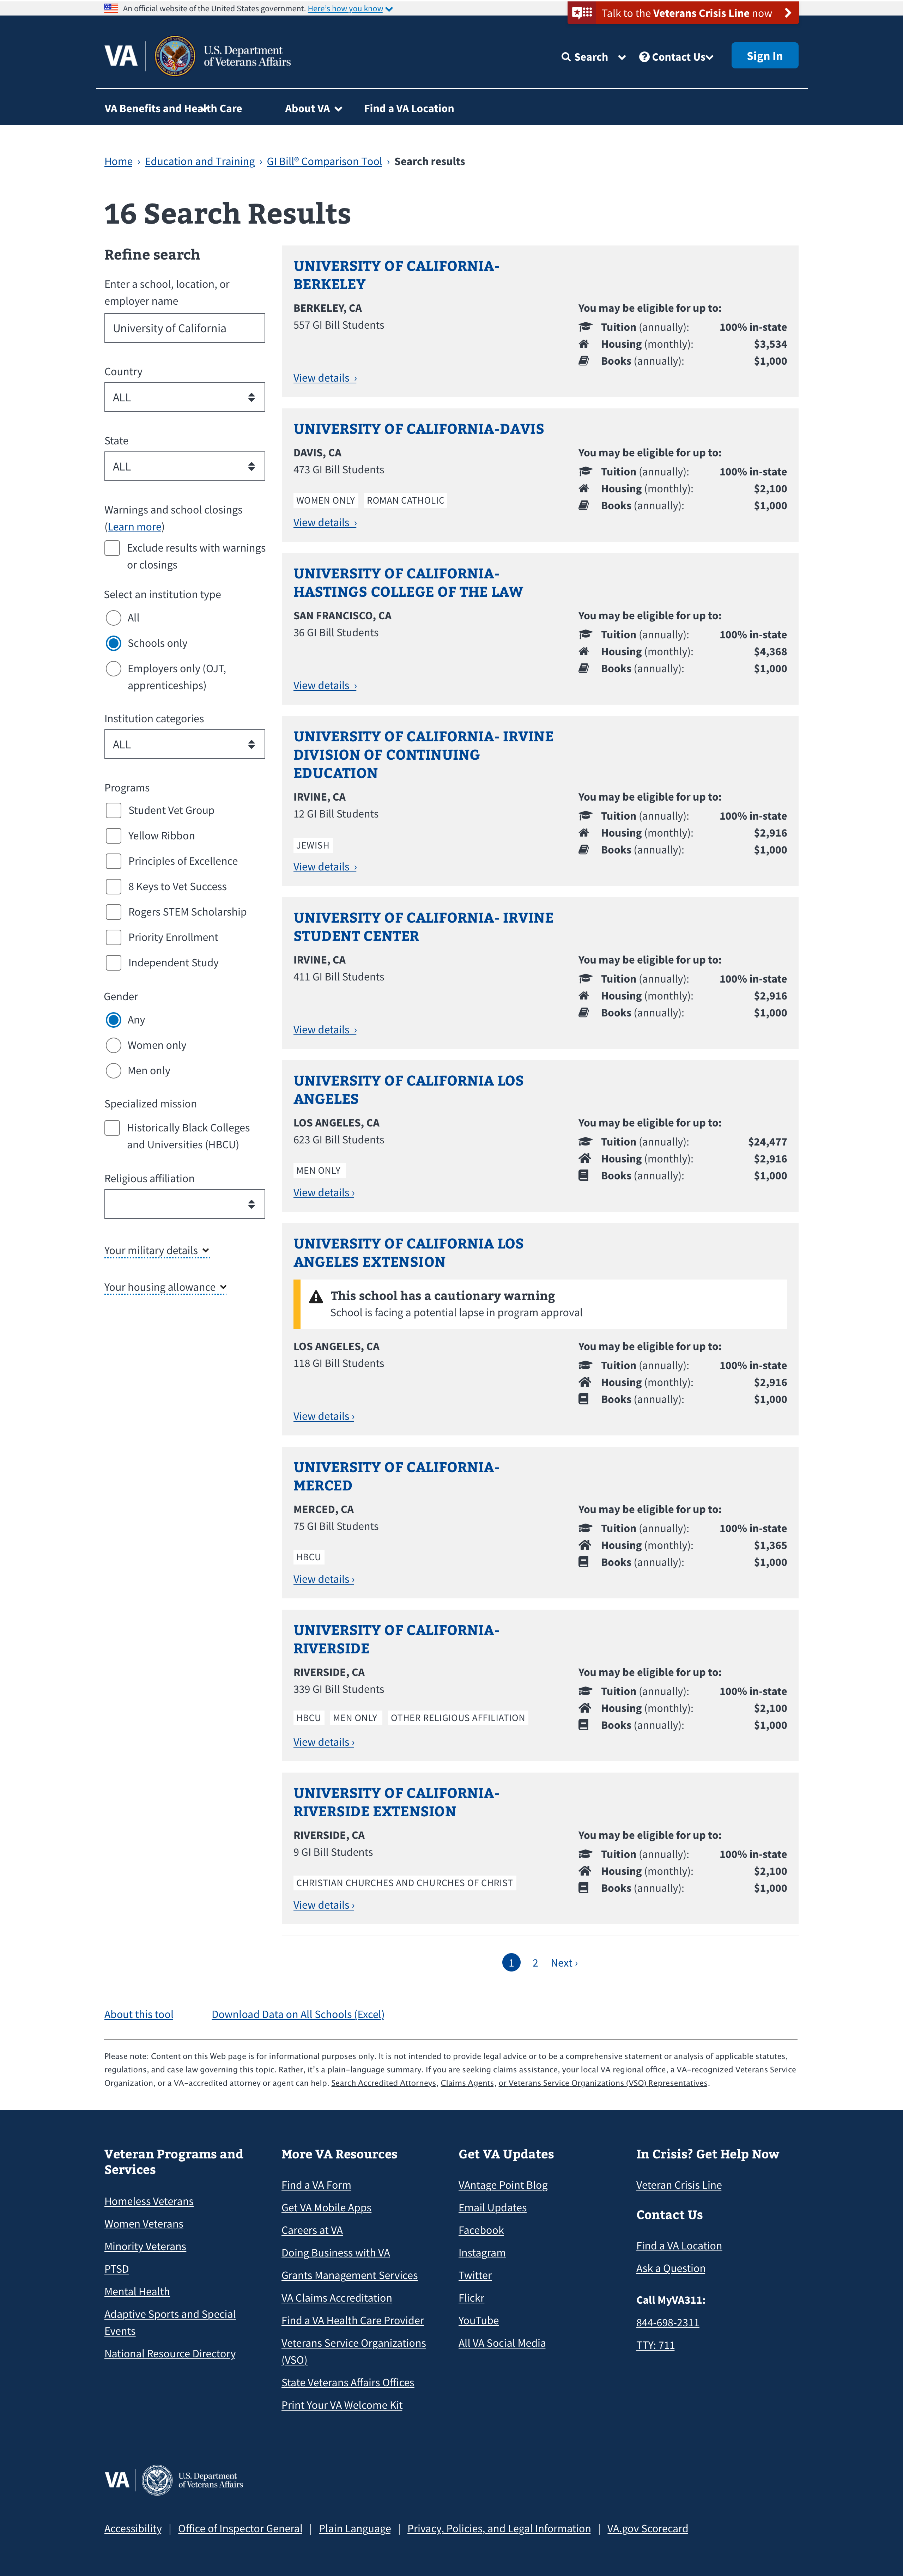 An official website of the United States government. Here's how you know
Talk to the Veterans Crisis Line now
VA
U.S. Department
of Veterans Affairs
Search
Contact Us
Sign In
VA Benefits and Health Care
About VA
Find a VA Location
Home › Education and Training › GI Bill® Comparison Tool › Search results
16 Search Results
Refine search
Enter a school, location, or
employer name
University of California
Country
ALL
State
ALL
Warnings and school closings
(Learn more)
Exclude results with warnings
or closings
Select an institution type
All
Schools only
Employers only (OJT,
apprenticeships)
Institution categories
ALL
Programs
Student Vet Group
Yellow Ribbon
Principles of Excellence
8 Keys to Vet Success
Rogers STEM Scholarship
Priority Enrollment
Independent Study
Gender
Any
Women only
Men only
Specialized mission
Historically Black Colleges
and Universities (HBCU)
Religious affiliation
Your military details
Your housing allowance
UNIVERSITY OF CALIFORNIA-
BERKELEY
BERKELEY, CA
557 GI Bill Students
View details ›
You may be eligible for up to:
Tuition (annually): 100% in-state
Housing (monthly): $3,534
Books (annually): $1,000
UNIVERSITY OF CALIFORNIA-DAVIS
DAVIS, CA
473 GI Bill Students
WOMEN ONLY ROMAN CATHOLIC
View details ›
You may be eligible for up to:
Tuition (annually): 100% in-state
Housing (monthly): $2,100
Books (annually): $1,000
UNIVERSITY OF CALIFORNIA-
HASTINGS COLLEGE OF THE LAW
SAN FRANCISCO, CA
36 GI Bill Students
View details ›
You may be eligible for up to:
Tuition (annually): 100% in-state
Housing (monthly): $4,368
Books (annually): $1,000
UNIVERSITY OF CALIFORNIA- IRVINE
DIVISION OF CONTINUING
EDUCATION
IRVINE, CA
12 GI Bill Students
JEWISH
View details ›
You may be eligible for up to:
Tuition (annually): 100% in-state
Housing (monthly): $2,916
Books (annually): $1,000
UNIVERSITY OF CALIFORNIA- IRVINE
STUDENT CENTER
IRVINE, CA
411 GI Bill Students
View details ›
You may be eligible for up to:
Tuition (annually): 100% in-state
Housing (monthly): $2,916
Books (annually): $1,000
UNIVERSITY OF CALIFORNIA LOS
ANGELES
LOS ANGELES, CA
623 GI Bill Students
MEN ONLY
View details ›
You may be eligible for up to:
Tuition (annually): $24,477
Housing (monthly): $2,916
Books (annually): $1,000
UNIVERSITY OF CALIFORNIA LOS
ANGELES EXTENSION
This school has a cautionary warning
School is facing a potential lapse in program approval
LOS ANGELES, CA
118 GI Bill Students
View details ›
You may be eligible for up to:
Tuition (annually): 100% in-state
Housing (monthly): $2,916
Books (annually): $1,000
UNIVERSITY OF CALIFORNIA-
MERCED
MERCED, CA
75 GI Bill Students
HBCU
View details ›
You may be eligible for up to:
Tuition (annually): 100% in-state
Housing (monthly): $1,365
Books (annually): $1,000
UNIVERSITY OF CALIFORNIA-
RIVERSIDE
RIVERSIDE, CA
339 GI Bill Students
HBCU MEN ONLY OTHER RELIGIOUS AFFILIATION
View details ›
You may be eligible for up to:
Tuition (annually): 100% in-state
Housing (monthly): $2,100
Books (annually): $1,000
UNIVERSITY OF CALIFORNIA-
RIVERSIDE EXTENSION
RIVERSIDE, CA
9 GI Bill Students
CHRISTIAN CHURCHES AND CHURCHES OF CHRIST
View details ›
You may be eligible for up to:
Tuition (annually): 100% in-state
Housing (monthly): $2,100
Books (annually): $1,000
1 2 Next ›
About this tool
Download Data on All Schools (Excel)
Please note: Content on this Web page is for informational purposes only. It is not intended to provide legal advice or to be a comprehensive statement or analysis of applicable statutes,
regulations, and case law governing this topic. Rather, it's a plain-language summary. If you are seeking claims assistance, your local VA regional office, a VA-recognized Veterans Service
Organization, or a VA-accredited attorney or agent can help. Search Accredited Attorneys, Claims Agents, or Veterans Service Organizations (VSO) Representatives.
Veteran Programs and
Services
Homeless Veterans
Women Veterans
Minority Veterans
PTSD
Mental Health
Adaptive Sports and Special
Events
National Resource Directory
More VA Resources
Find a VA Form
Get VA Mobile Apps
Careers at VA
Doing Business with VA
Grants Management Services
VA Claims Accreditation
Find a VA Health Care Provider
Veterans Service Organizations
(VSO)
State Veterans Affairs Offices
Print Your VA Welcome Kit
Get VA Updates
VAntage Point Blog
Email Updates
Facebook
Instagram
Twitter
Flickr
YouTube
All VA Social Media
In Crisis? Get Help Now
Veteran Crisis Line
Contact Us
Find a VA Location
Ask a Question
Call MyVA311:
844-698-2311
TTY: 711
VA
U.S. Department
of Veterans Affairs
Accessibility | Office of Inspector General | Plain Language | Privacy, Policies, and Legal Information | VA.gov Scorecard